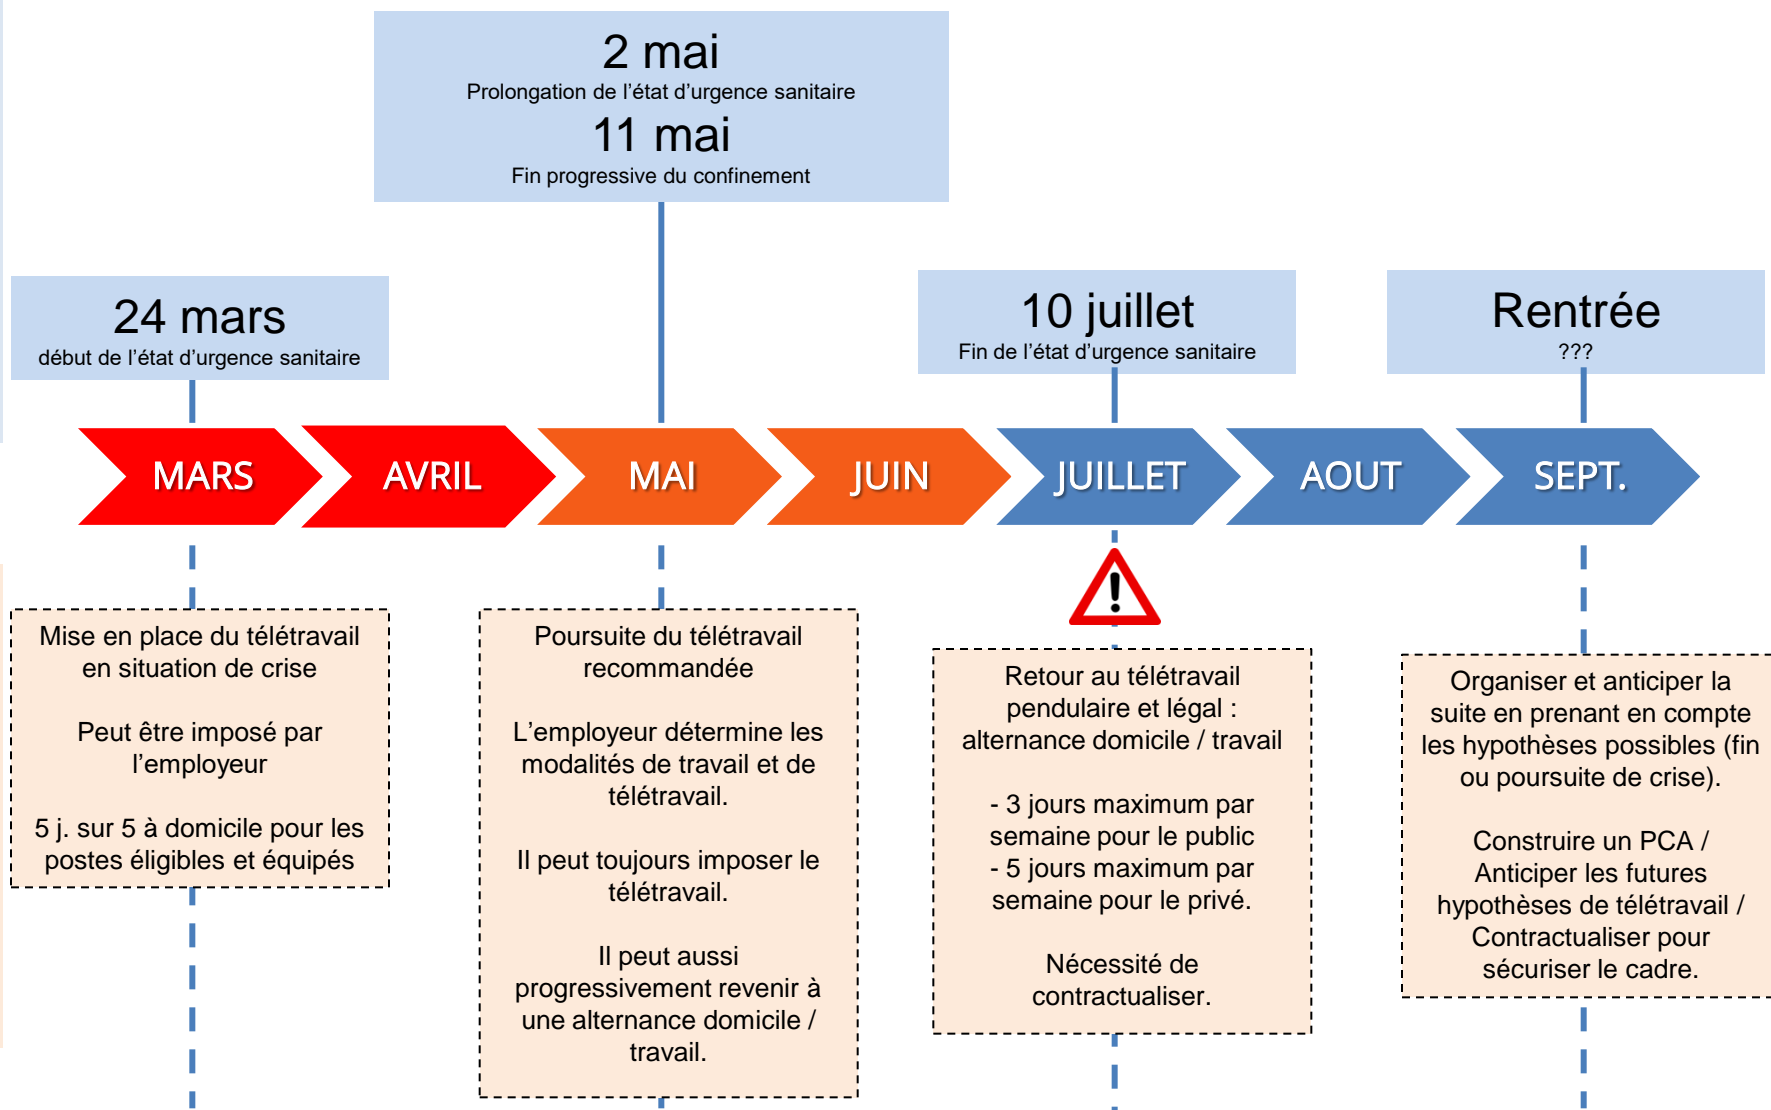 2 mai
Prolongation de l'état d'urgence sanitaire
11 mai
Fin progressive du confinement
24 mars
début de l'état d'urgence sanitaire
10 juillet
Fin de l'état d'urgence sanitaire
Rentrée
???
MARS
AVRIL
MAI
JUIN
JUILLET
AOUT
SEPT.
Mise en place du télétravail
en situation de crise
Peut être imposé par
l'employeur
5 j. sur 5 à domicile pour les
postes éligibles et équipés
Poursuite du télétravail
recommandée
L'employeur détermine les
modalités de travail et de
télétravail.
Il peut toujours imposer le
télétravail.
Il peut aussi
progressivement revenir à
une alternance domicile /
travail.
Retour au télétravail
pendulaire et légal :
alternance domicile / travail
- 3 jours maximum par
semaine pour le public
- 5 jours maximum par
semaine pour le privé.
Nécessité de
contractualiser.
Organiser et anticiper la
suite en prenant en compte
les hypothèses possibles (fin
ou poursuite de crise).
Construire un PCA /
Anticiper les futures
hypothèses de télétravail /
Contractualiser pour
sécuriser le cadre.